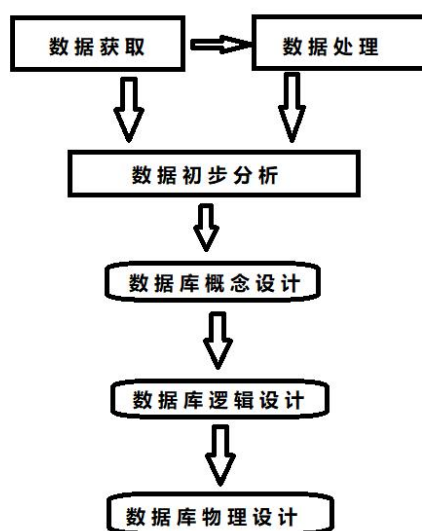 数据获取
数据处理
数据初步分析
数据库概念设计
数据库逻辑设计
数据库物理设计